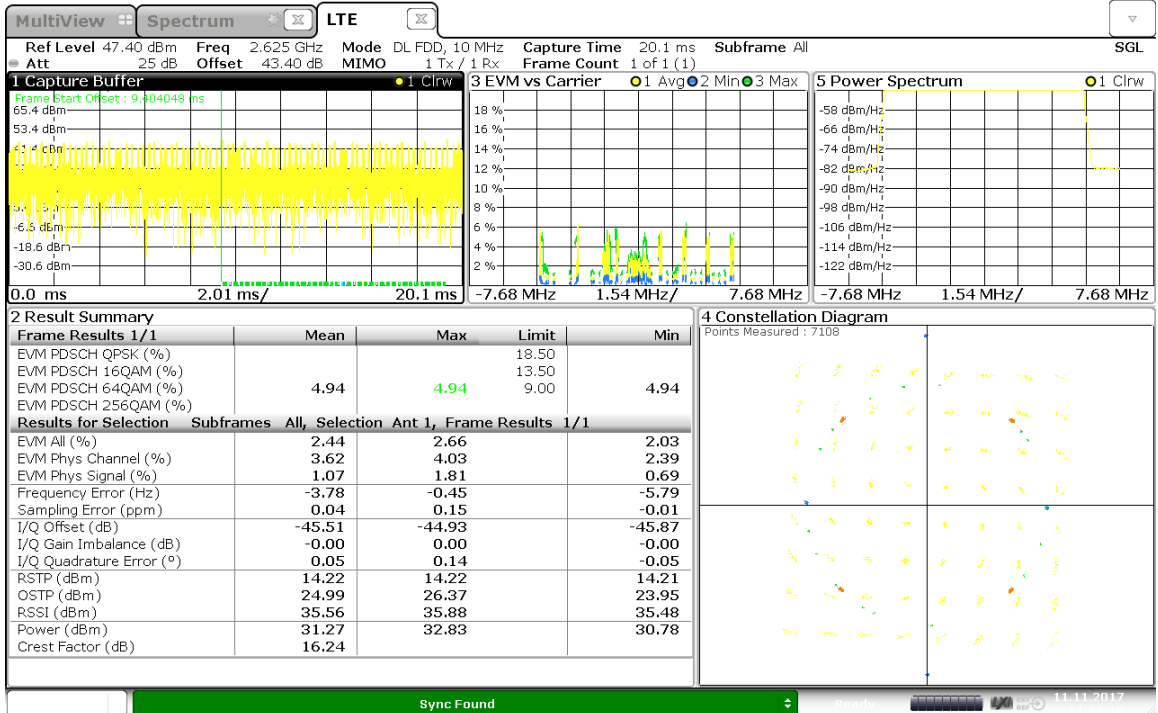 MultiView Spectrum LTE
Ref Level 47.40 dBm Freq 2.625 GHz Mode DL FDD, 10 MHz Capture Time 20.1 ms Subframe All SGL
Att 25 dB Offset 43.40 dB MIMO 1 Tx / 1 Rx Frame Count 1 of 1 (1)
1 Capture Buffer 1 Clrw
Frame Start Offset : 9.404048 ms
65.4 dBm
53.4 dBm
-6.6 dBm
-18.6 dBm
-30.6 dBm
0.0 ms 2.01 ms/ 20.1 ms
3 EVM vs Carrier 1 Avg 2 Min 3 Max
18 %
16 %
14 %
12 %
10 %
8 %
6 %
4 %
2 %
-7.68 MHz 1.54 MHz/ 7.68 MHz
5 Power Spectrum 1 Clrw
-58 dBm/Hz
-66 dBm/Hz
-74 dBm/Hz
-82 dBm/Hz
-90 dBm/Hz
-98 dBm/Hz
-106 dBm/Hz
-114 dBm/Hz
-122 dBm/Hz
-7.68 MHz 1.54 MHz/ 7.68 MHz
2 Result Summary
Frame Results 1/1 Mean Max Limit Min
EVM PDSCH QPSK (%) 18.50
EVM PDSCH 16QAM (%) 13.50
EVM PDSCH 64QAM (%) 4.94 4.94 9.00 4.94
EVM PDSCH 256QAM (%)
Results for Selection Subframes All, Selection Ant 1, Frame Results 1/1
EVM All (%) 2.44 2.66 2.03
EVM Phys Channel (%) 3.62 4.03 2.39
EVM Phys Signal (%) 1.07 1.81 0.69
Frequency Error (Hz) -3.78 -0.45 -5.79
Sampling Error (ppm) 0.04 0.15 -0.01
I/Q Offset (dB) -45.51 -44.93 -45.87
I/Q Gain Imbalance (dB) -0.00 0.00 -0.00
I/Q Quadrature Error (°) 0.05 0.14 -0.05
RSTP (dBm) 14.22 14.22 14.21
OSTP (dBm) 24.99 26.37 23.95
RSSI (dBm) 35.56 35.88 35.48
Power (dBm) 31.27 32.83 30.78
Crest Factor (dB) 16.24
4 Constellation Diagram
Points Measured : 7108
Sync Found
Ready
LXI
EXT
REF
11.11.2017